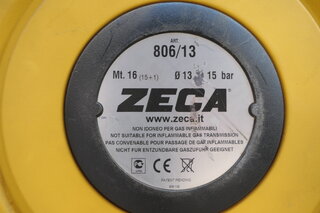 ART.
806/13
Mt. 16 (15+1) Ø 13 15 bar
ZECA®
www.zeca.it
NON IDONEO PER GAS INFIAMMABILI
NOT SUITABLE FOR INFLAMMABLE GAS TRANSMISSION
PAS CONVENABLE POUR PASSAGE DE GAZ INFLAMMABLES
NICHT FÜR ENTZÜNDBARE GASZUFUHR GEEIGNET
CE
PATENT PENDING